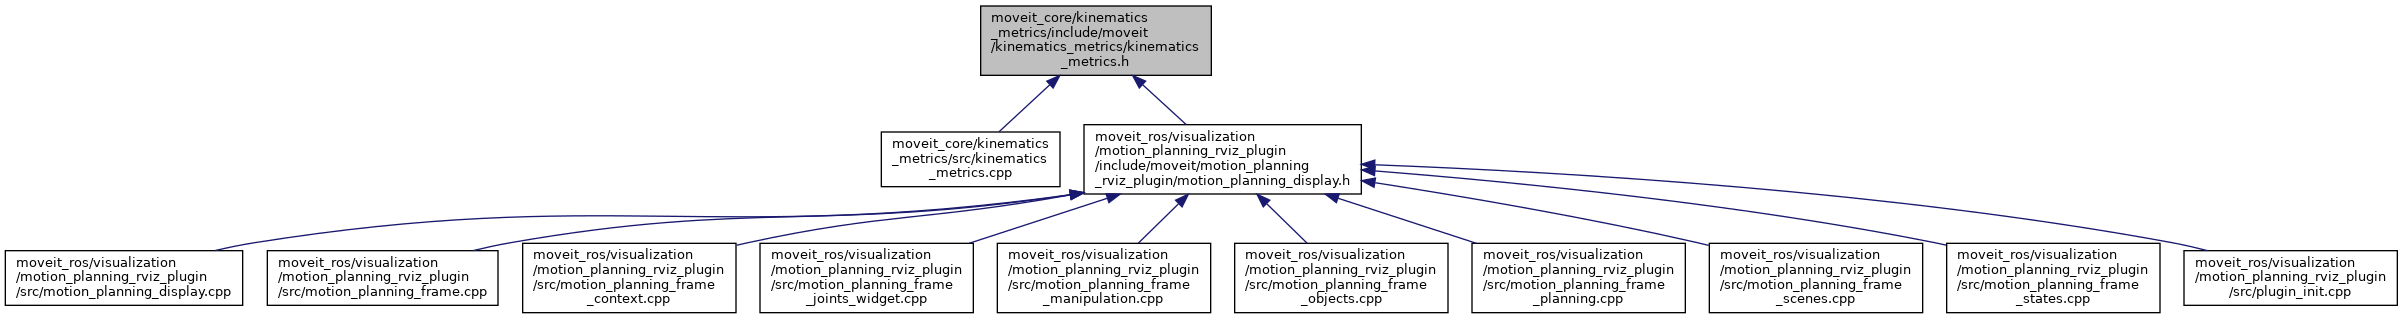 moveit_core/kinematics
_metrics/include/moveit
/kinematics_metrics/kinematics
_metrics.h
moveit_core/kinematics
_metrics/src/kinematics
_metrics.cpp
moveit_ros/visualization
/motion_planning_rviz_plugin
/include/moveit/motion_planning
_rviz_plugin/motion_planning_display.h
moveit_ros/visualization
/motion_planning_rviz_plugin
/src/motion_planning_display.cpp
moveit_ros/visualization
/motion_planning_rviz_plugin
/src/motion_planning_frame.cpp
moveit_ros/visualization
/motion_planning_rviz_plugin
/src/motion_planning_frame
_context.cpp
moveit_ros/visualization
/motion_planning_rviz_plugin
/src/motion_planning_frame
_joints_widget.cpp
moveit_ros/visualization
/motion_planning_rviz_plugin
/src/motion_planning_frame
_manipulation.cpp
moveit_ros/visualization
/motion_planning_rviz_plugin
/src/motion_planning_frame
_objects.cpp
moveit_ros/visualization
/motion_planning_rviz_plugin
/src/motion_planning_frame
_planning.cpp
moveit_ros/visualization
/motion_planning_rviz_plugin
/src/motion_planning_frame
_scenes.cpp
moveit_ros/visualization
/motion_planning_rviz_plugin
/src/motion_planning_frame
_states.cpp
moveit_ros/visualization
/motion_planning_rviz_plugin
/src/plugin_init.cpp